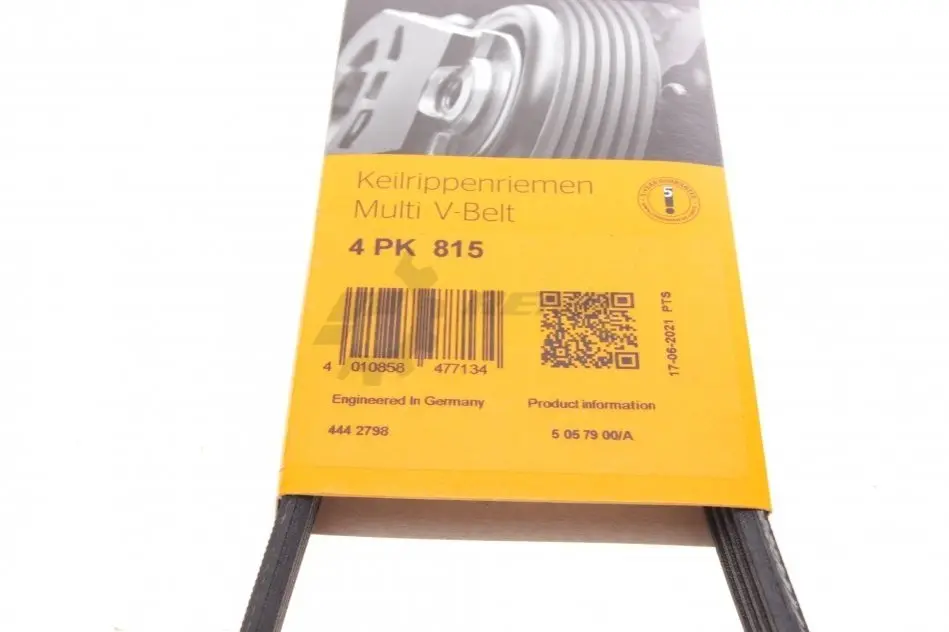 Keilrippenriemen
Multi V-Belt
5
4 PK 815
4 010858 477134
17-06-2021 PTS
Engineered In Germany
Product information
444 2798
5 05 79 00/A